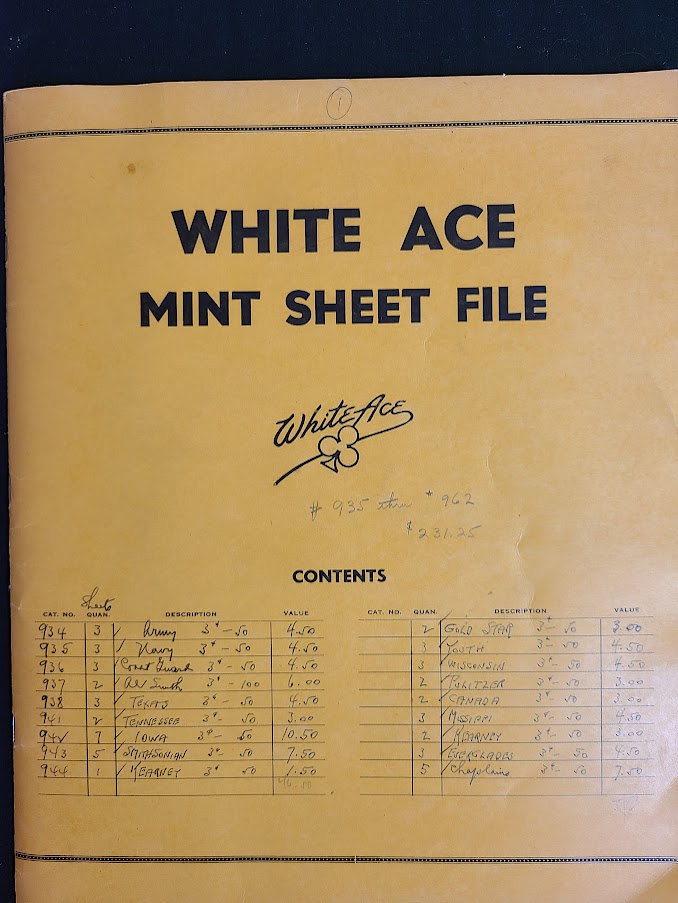 1
WHITE ACE
MINT SHEET FILE
White Ace
# 935 thru # 962
$231.25
CONTENTS
Sheets
CAT. NO. QUAN. DESCRIPTION VALUE
934 3 ✓ Army 3¢ - 50 4.50
935 3 ✓ Navy 3¢ - 50 4.50
936 3 ✓ Coast Guard 3¢ - 50 4.50
937 2 ✓ Al Smith 3¢ - 100 6.00
938 3 ✓ TEXAS 3¢ - 50 4.50
941 2 ✓ TENNESSEE 3¢ - 50 3.00
942 7 ✓ IOWA 3¢ - 50 10.50
943 5 ✓ SMITHSONIAN 3¢ - 50 7.50
944 1 ✓ KEARNEY 3¢ - 50 1.50
CAT. NO. QUAN. DESCRIPTION VALUE
2 ✓ GOLD STAR 3¢ - 50 3.00
3 ✓ YOUTH 3¢ - 50 4.50
3 ✓ WISCONSIN 3¢ - 50 4.50
2 ✓ PULITZER 3¢ - 50 3.00
2 ✓ CANADA 3¢ - 50 3.00
3 ✓ MISSIPPI 3¢ - 50 4.50
2 ✓ KEARNEY 3¢ - 50 3.00
3 ✓ EVERGLADES 3¢ - 50 4.50
5 ✓ Chaplains 3¢ - 50 7.50